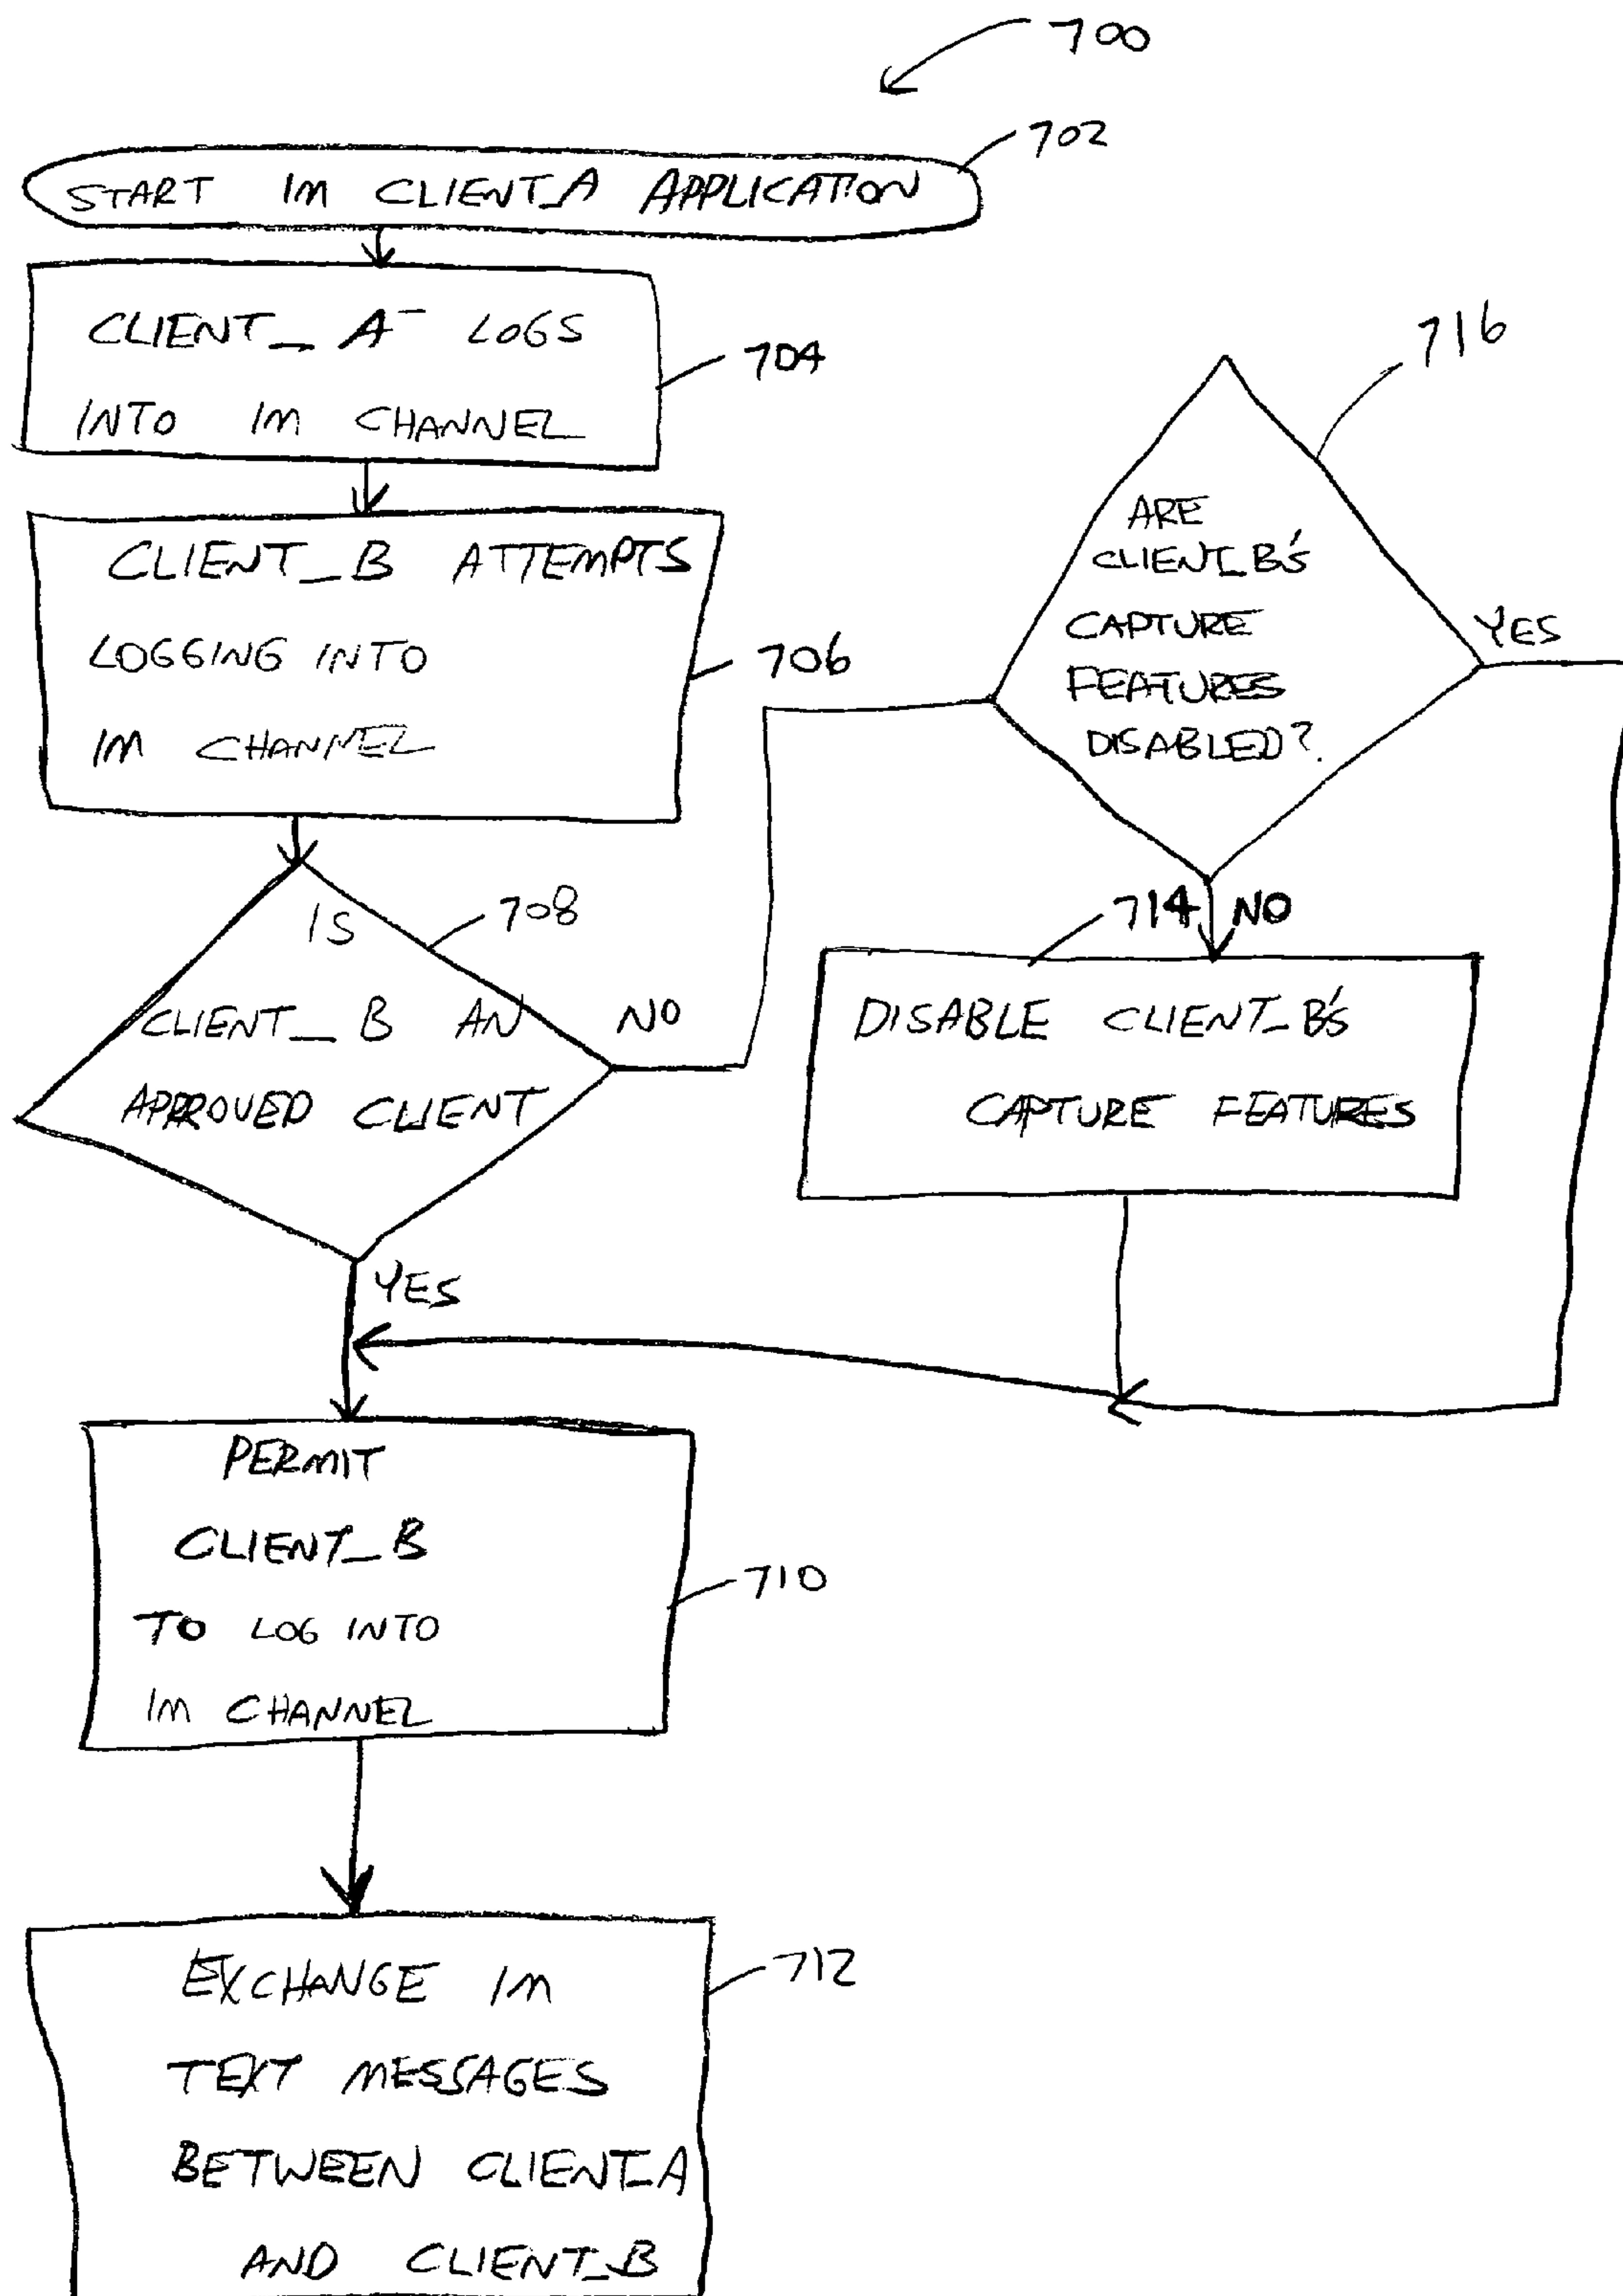 700
702
START IM CLIENT_A APPLICATION
CLIENT_A LOGS
INTO IM CHANNEL
704
CLIENT_B ATTEMPTS
LOGGING INTO
IM CHANNEL
706
IS
CLIENT_B AN
APPROVED CLIENT
708
NO
YES
716
ARE
CLIENT_B'S
CAPTURE
FEATURES
DISABLED?
YES
NO
714
DISABLE CLIENT_B'S
CAPTURE FEATURES
PERMIT
CLIENT_B
TO LOG INTO
IM CHANNEL
710
EXCHANGE IM
TEXT MESSAGES
BETWEEN CLIENT_A
AND CLIENT_B
712